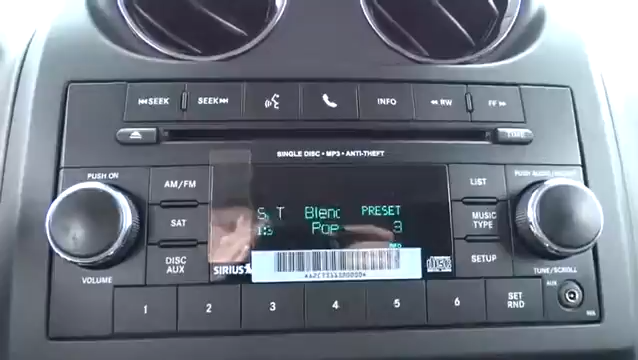 SEEK
SEEK
INFO
RW
FF
TIME
SINGLE DISC • MP3 • ANTI-THEFT
PUSH ON
VOLUME
AM/FM
SAT
DISC
AUX
S T Blend PRESET
Pop 3
SIRIUS
LIST
MUSIC
TYPE
SETUP
TUNE/SCROLL
AUX
1
2
3
4
5
6
SET
RND